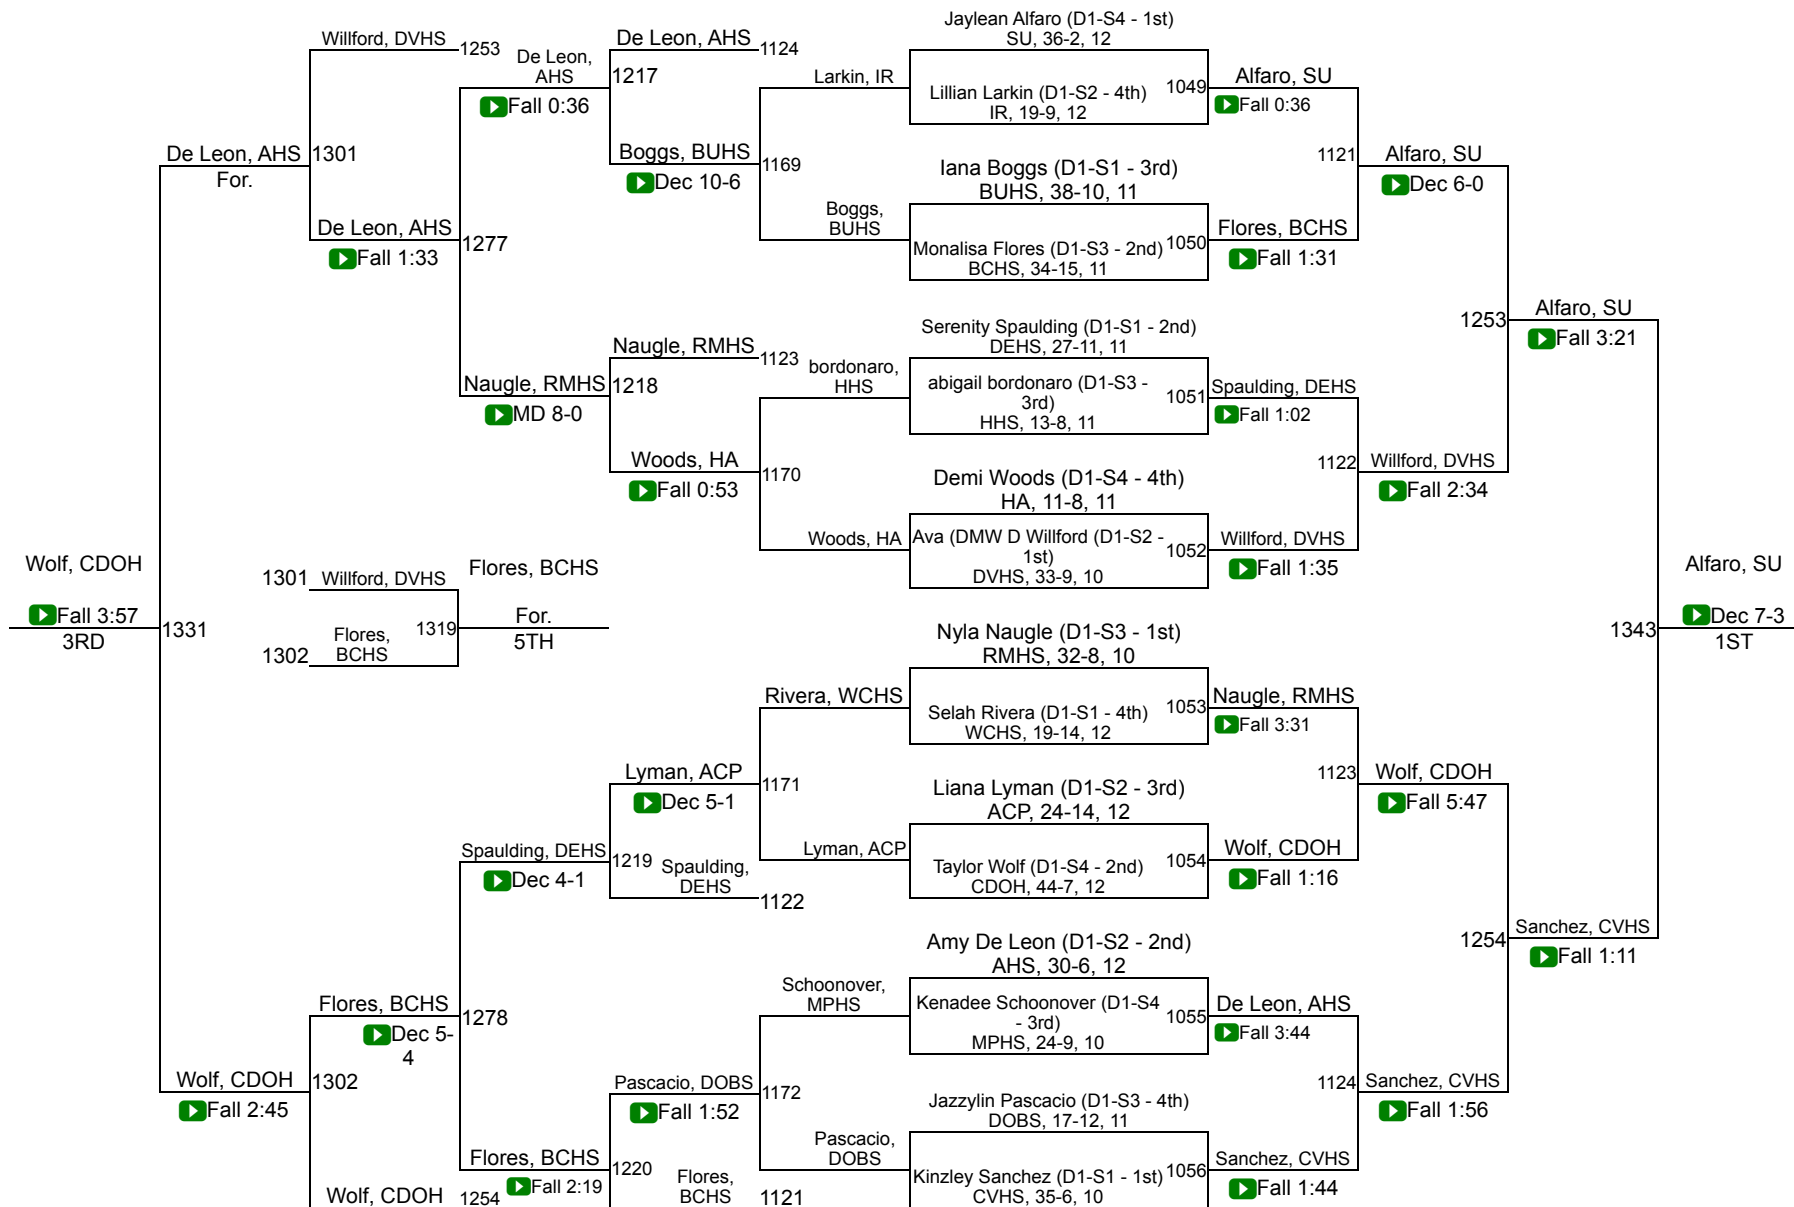 Jaylean Alfaro (D1-S4 - 1st)
SU, 36-2, 12
Willford, DVHS
1253
De Leon,
AHS
Fall 0:36
De Leon, AHS
1124
1217
Larkin, IR
Lillian Larkin (D1-S2 - 4th)
IR, 19-9, 12
1049
Alfaro, SU
Fall 0:36
De Leon, AHS
For.
1301
Boggs, BUHS
Dec 10-6
1169
Iana Boggs (D1-S1 - 3rd)
BUHS, 38-10, 11
1121
Alfaro, SU
Dec 6-0
De Leon, AHS
Fall 1:33
1277
Boggs,
BUHS
Monalisa Flores (D1-S3 - 2nd)
BCHS, 34-15, 11
1050
Flores, BCHS
Fall 1:31
1253
Alfaro, SU
Fall 3:21
Serenity Spaulding (D1-S1 - 2nd)
DEHS, 27-11, 11
Naugle, RMHS
1123
bordonaro,
HHS
Naugle, RMHS
MD 8-0
1218
abigail bordonaro (D1-S3 -
3rd)
HHS, 13-8, 11
1051
Spaulding, DEHS
Fall 1:02
Woods, HA
Fall 0:53
1170
Demi Woods (D1-S4 - 4th)
HA, 11-8, 11
1122
Willford, DVHS
Fall 2:34
Woods, HA
Ava (DMW D Willford (D1-S2 -
1st)
DVHS, 33-9, 10
1052
Willford, DVHS
Fall 1:35
Wolf, CDOH
Fall 3:57
3RD
1331
1301
Willford, DVHS
Flores,
BCHS
1302
1319
Flores, BCHS
For.
5TH
1343
Alfaro, SU
Dec 7-3
1ST
Nyla Naugle (D1-S3 - 1st)
RMHS, 32-8, 10
Rivera, WCHS
Selah Rivera (D1-S1 - 4th)
WCHS, 19-14, 12
1053
Naugle, RMHS
Fall 3:31
Lyman, ACP
Dec 5-1
1171
Liana Lyman (D1-S2 - 3rd)
ACP, 24-14, 12
1123
Wolf, CDOH
Fall 5:47
Spaulding, DEHS
Dec 4-1
1219
Spaulding,
DEHS
1122
Lyman, ACP
Taylor Wolf (D1-S4 - 2nd)
CDOH, 44-7, 12
1054
Wolf, CDOH
Fall 1:16
1254
Sanchez, CVHS
Fall 1:11
Amy De Leon (D1-S2 - 2nd)
AHS, 30-6, 12
Schoonover,
MPHS
Flores, BCHS
Dec 5-
4
1278
Kenadee Schoonover (D1-S4
- 3rd)
MPHS, 24-9, 10
1055
De Leon, AHS
Fall 3:44
Wolf, CDOH
Fall 2:45
1302
Pascacio, DOBS
Fall 1:52
1172
Jazzylin Pascacio (D1-S3 - 4th)
DOBS, 17-12, 11
1124
Sanchez, CVHS
Fall 1:56
Pascacio,
DOBS
Flores, BCHS
Fall 2:19
1220
Flores,
BCHS
1121
Kinzley Sanchez (D1-S1 - 1st)
CVHS, 35-6, 10
1056
Sanchez, CVHS
Fall 1:44
Wolf, CDOH
1254